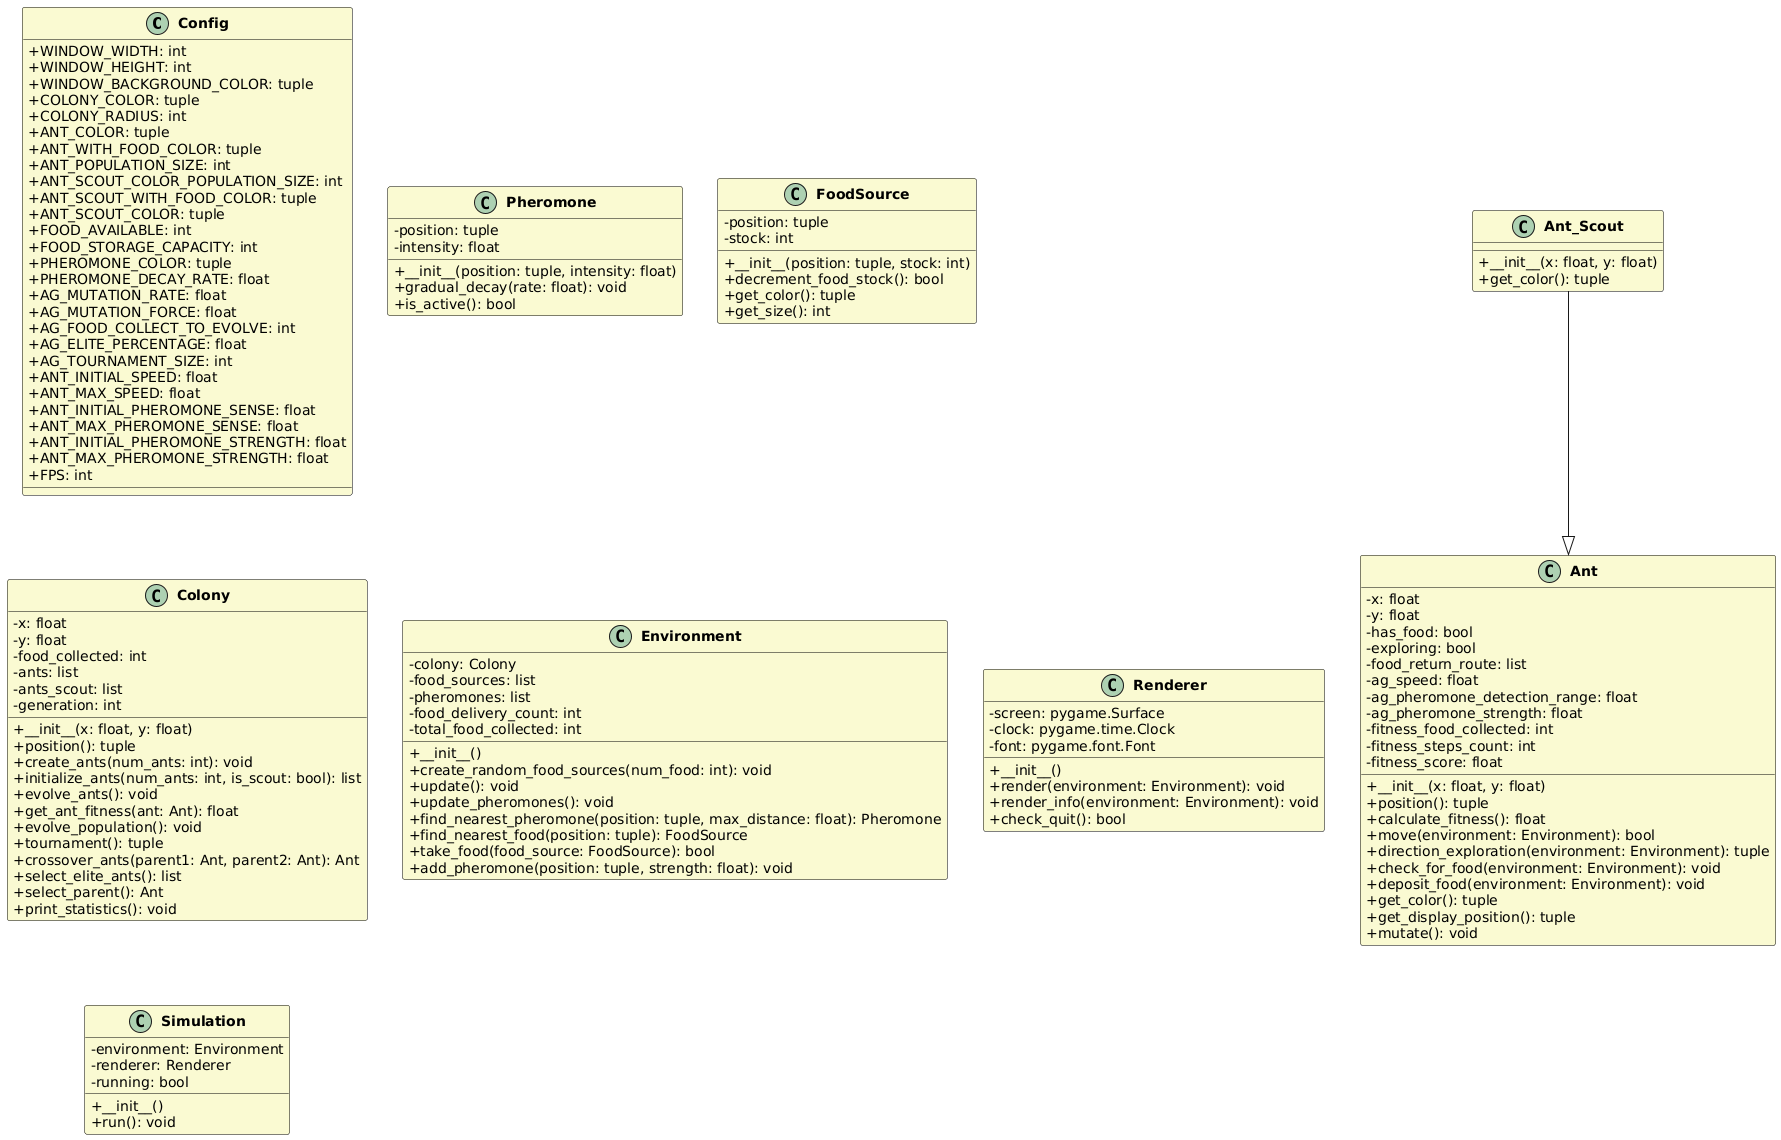 C Config
+WINDOW_WIDTH: int
+WINDOW_HEIGHT: int
+WINDOW_BACKGROUND_COLOR: tuple
+COLONY_COLOR: tuple
+COLONY_RADIUS: int
+ANT_COLOR: tuple
+ANT_WITH_FOOD_COLOR: tuple
+ANT_POPULATION_SIZE: int
+ANT_SCOUT_COLOR_POPULATION_SIZE: int
+ANT_SCOUT_WITH_FOOD_COLOR: tuple
+ANT_SCOUT_COLOR: tuple
+FOOD_AVAILABLE: int
+FOOD_STORAGE_CAPACITY: int
+PHEROMONE_COLOR: tuple
+PHEROMONE_DECAY_RATE: float
+AG_MUTATION_RATE: float
+AG_MUTATION_FORCE: float
+AG_FOOD_COLLECT_TO_EVOLVE: int
+AG_ELITE_PERCENTAGE: float
+AG_TOURNAMENT_SIZE: int
+ANT_INITIAL_SPEED: float
+ANT_MAX_SPEED: float
+ANT_INITIAL_PHEROMONE_SENSE: float
+ANT_MAX_PHEROMONE_SENSE: float
+ANT_INITIAL_PHEROMONE_STRENGTH: float
+ANT_MAX_PHEROMONE_STRENGTH: float
+FPS: int
C Pheromone
-position: tuple
-intensity: float
+__init__(position: tuple, intensity: float)
+gradual_decay(rate: float): void
+is_active(): bool
C FoodSource
-position: tuple
-stock: int
+__init__(position: tuple, stock: int)
+decrement_food_stock(): bool
+get_color(): tuple
+get_size(): int
C Ant_Scout
+__init__(x: float, y: float)
+get_color(): tuple
C Colony
-x: float
-y: float
-food_collected: int
-ants: list
-ants_scout: list
-generation: int
+__init__(x: float, y: float)
+position(): tuple
+create_ants(num_ants: int): void
+initialize_ants(num_ants: int, is_scout: bool): list
+evolve_ants(): void
+get_ant_fitness(ant: Ant): float
+evolve_population(): void
+tournament(): tuple
+crossover_ants(parent1: Ant, parent2: Ant): Ant
+select_elite_ants(): list
+select_parent(): Ant
+print_statistics(): void
C Environment
-colony: Colony
-food_sources: list
-pheromones: list
-food_delivery_count: int
-total_food_collected: int
+__init__()
+create_random_food_sources(num_food: int): void
+update(): void
+update_pheromones(): void
+find_nearest_pheromone(position: tuple, max_distance: float): Pheromone
+find_nearest_food(position: tuple): FoodSource
+take_food(food_source: FoodSource): bool
+add_pheromone(position: tuple, strength: float): void
C Renderer
-screen: pygame.Surface
-clock: pygame.time.Clock
-font: pygame.font.Font
+__init__()
+render(environment: Environment): void
+render_info(environment: Environment): void
+check_quit(): bool
C Ant
-x: float
-y: float
-has_food: bool
-exploring: bool
-food_return_route: list
-ag_speed: float
-ag_pheromone_detection_range: float
-ag_pheromone_strength: float
-fitness_food_collected: int
-fitness_steps_count: int
-fitness_score: float
+__init__(x: float, y: float)
+position(): tuple
+calculate_fitness(): float
+move(environment: Environment): bool
+direction_exploration(environment: Environment): tuple
+check_for_food(environment: Environment): void
+deposit_food(environment: Environment): void
+get_color(): tuple
+get_display_position(): tuple
+mutate(): void
C Simulation
-environment: Environment
-renderer: Renderer
-running: bool
+__init__()
+run(): void